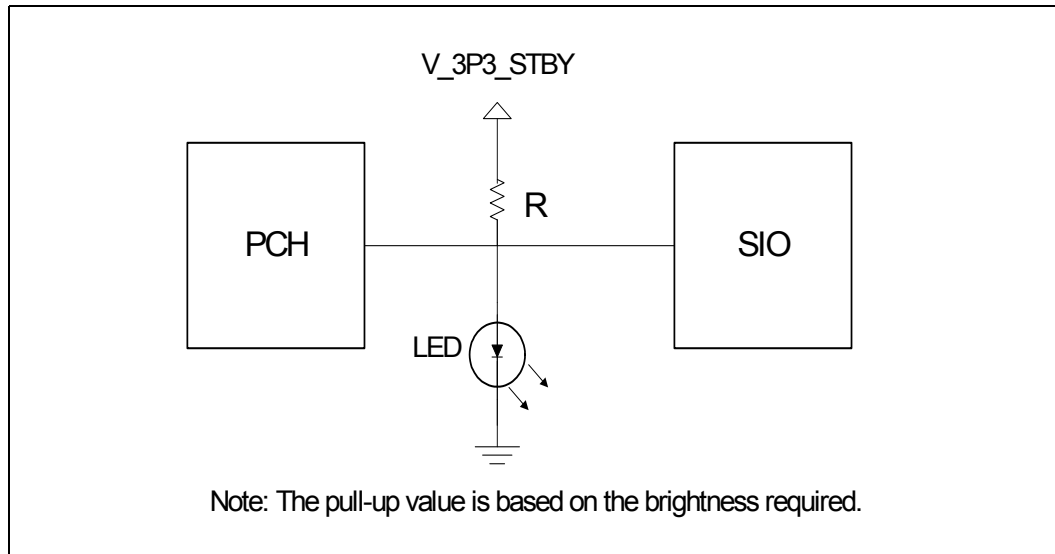 V_3P3_STBY
R
PCH
SIO
LED
Note: The pull-up value is based on the brightness required.